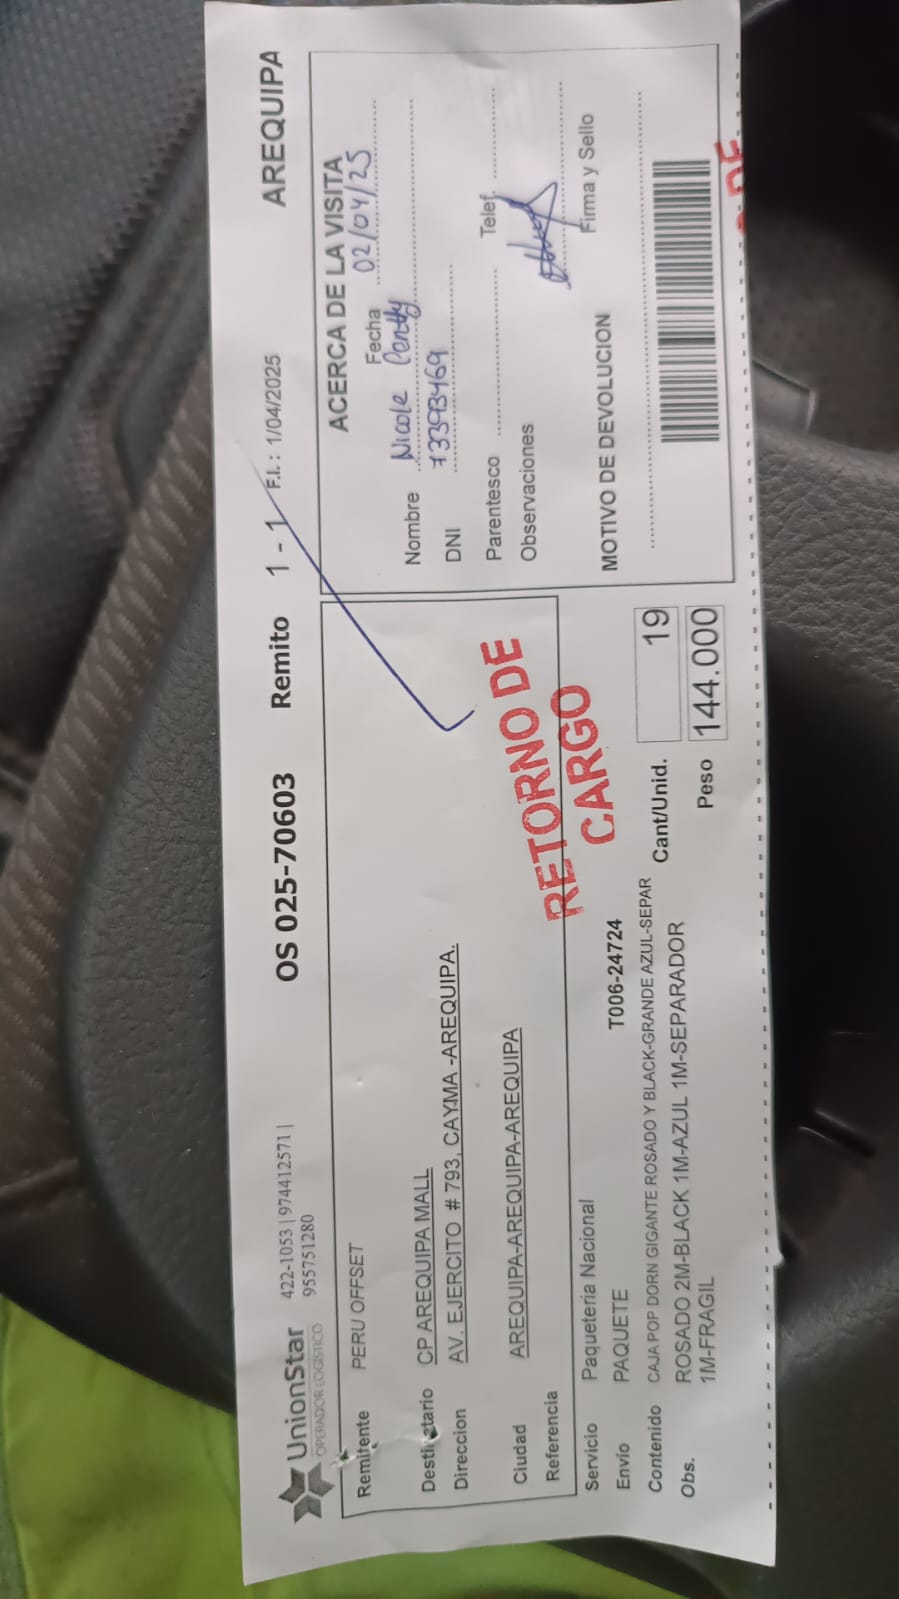 UnionStar
OPERADOR LOGISTICO
422-1053 | 974412571 |
955751280
OS 025-70603
Remito 1 - 1
F.I. : 1/04/2025
AREQUIPA
Remitente PERU OFFSET
Destinatario CP AREQUIPA MALL
Direccion AV. EJERCITO # 793, CAYMA -AREQUIPA.
Ciudad AREQUIPA-AREQUIPA-AREQUIPA
Referencia
RETORNO DE
CARGO
Servicio Paqueteria Nacional
Envío PAQUETE T006-24724
Contenido CAJA POP DORN GIGANTE ROSADO Y BLACK-GRANDE AZUL-SEPAR
Obs. ROSADO 2M-BLACK 1M-AZUL 1M-SEPARADOR
1M-FRAGIL
Cant/Unid. 19
Peso 144.000
ACERCA DE LA VISITA
Fecha 02/04/25
Nombre Nicole
DNI 73393469
Parentesco Telef.
Observaciones
Firma y Sello
MOTIVO DE DEVOLUCION
DE